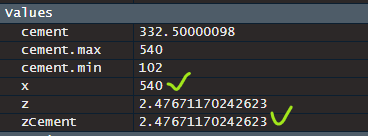 Values
cement 332.50000098
cement.max 540
cement.min 102
x 540
z 2.47671170242623
zCement 2.47671170242623